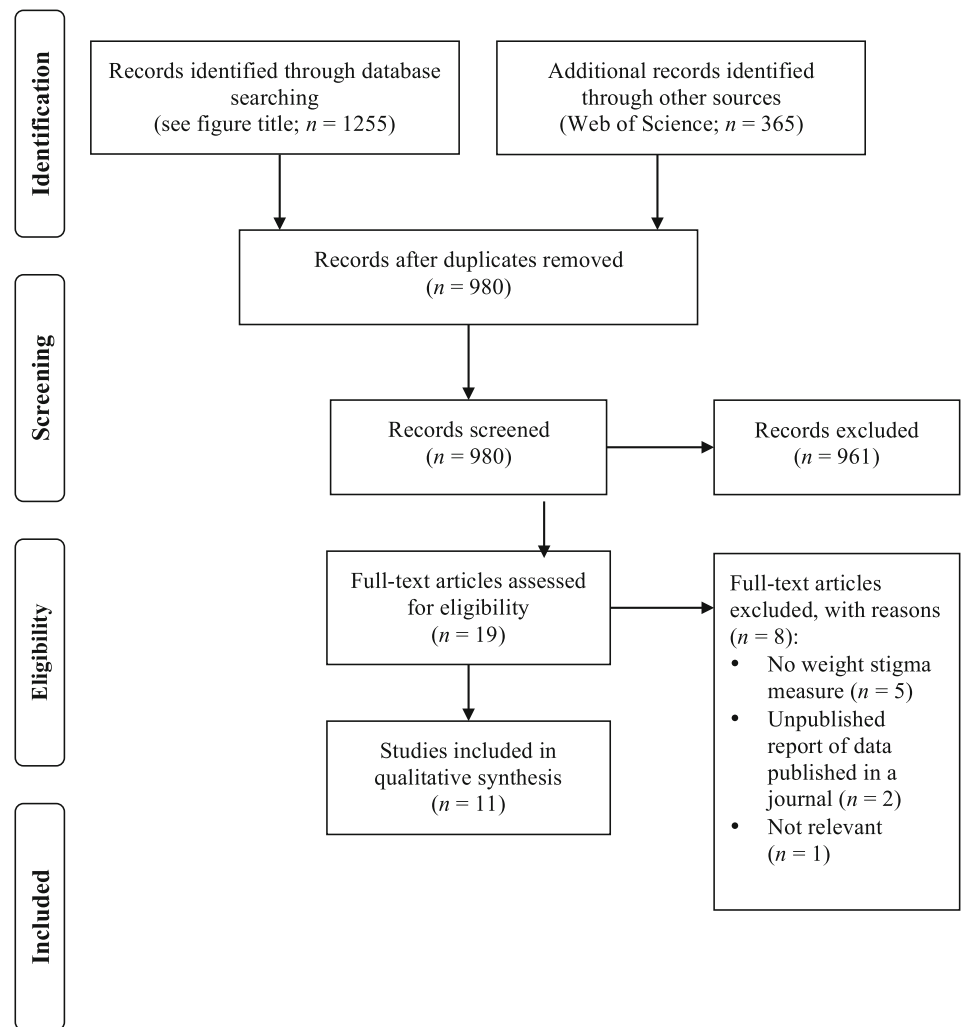 Identification
Records identified through database
searching
(see figure title; n = 1255)
Additional records identified
through other sources
(Web of Science; n = 365)
Records after duplicates removed
(n = 980)
Screening
Records screened
(n = 980)
Records excluded
(n = 961)
Eligibility
Full-text articles assessed
for eligibility
(n = 19)
Full-text articles
excluded, with reasons
(n = 8):
• No weight stigma
measure (n = 5)
• Unpublished
report of data
published in a
journal (n = 2)
• Not relevant
(n = 1)
Studies included in
qualitative synthesis
(n = 11)
Included